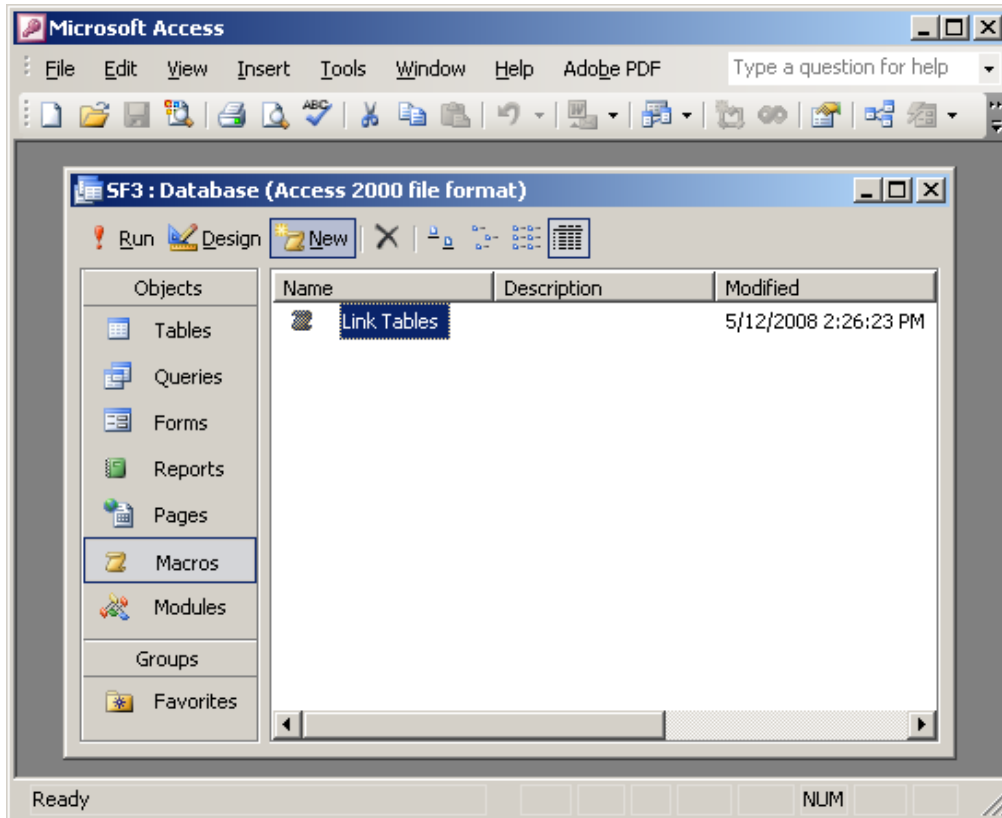 Microsoft Access
File Edit View Insert Tools Window Help Adobe PDF Type a question for help
ABC W
SF3 : Database (Access 2000 file format)
Run Design New
Objects Name Description Modified
Tables Link Tables 5/12/2008 2:26:23 PM
Queries
Forms
Reports
Pages
Macros
Modules
Groups
Favorites
Ready NUM